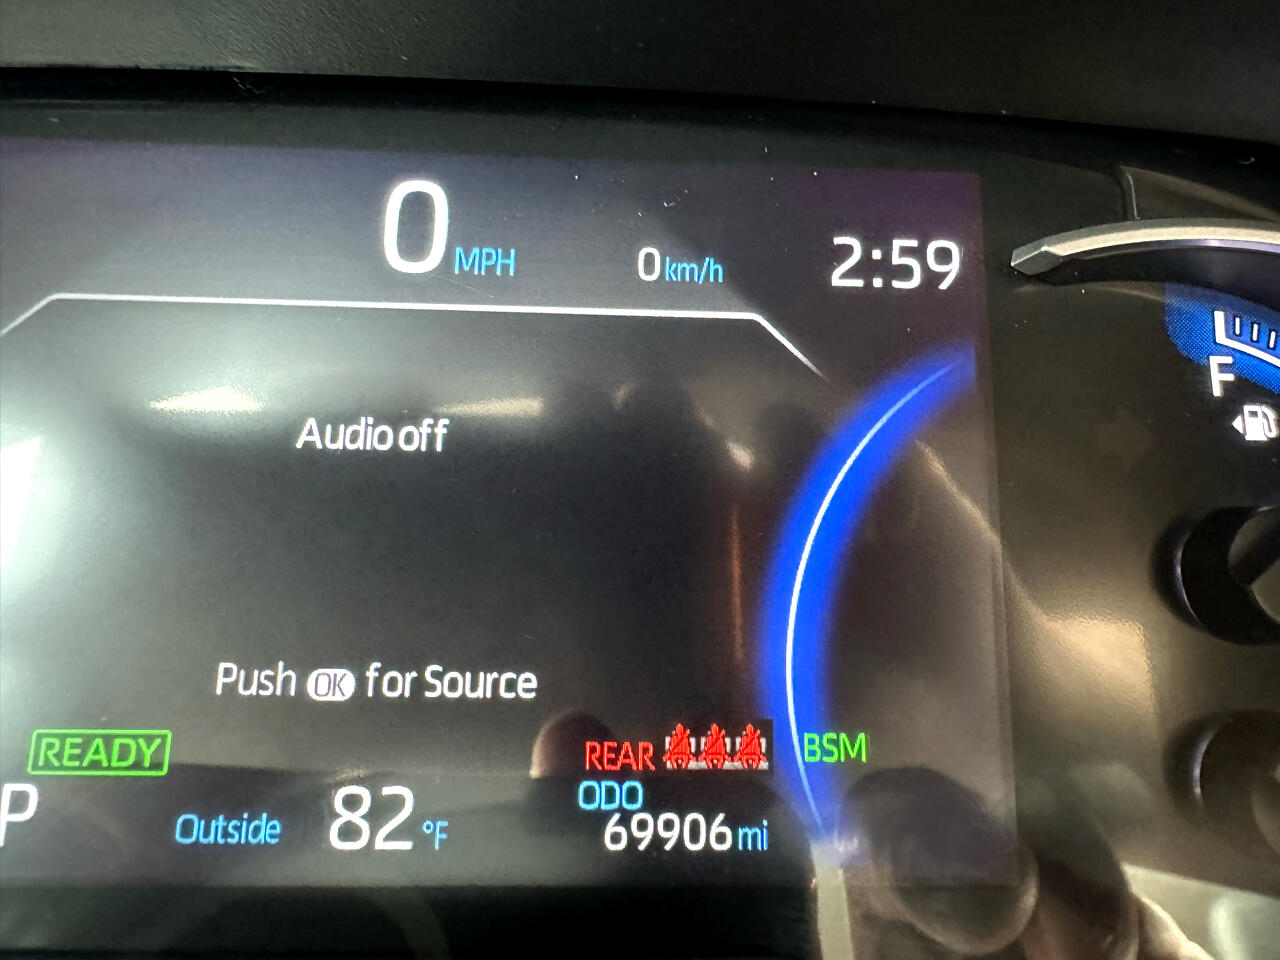 0 MPH 0 km/h 2:59
F
Audio off
Push OK for Source
READY REAR BSM
ODO
P Outside 82 °F 69906 mi